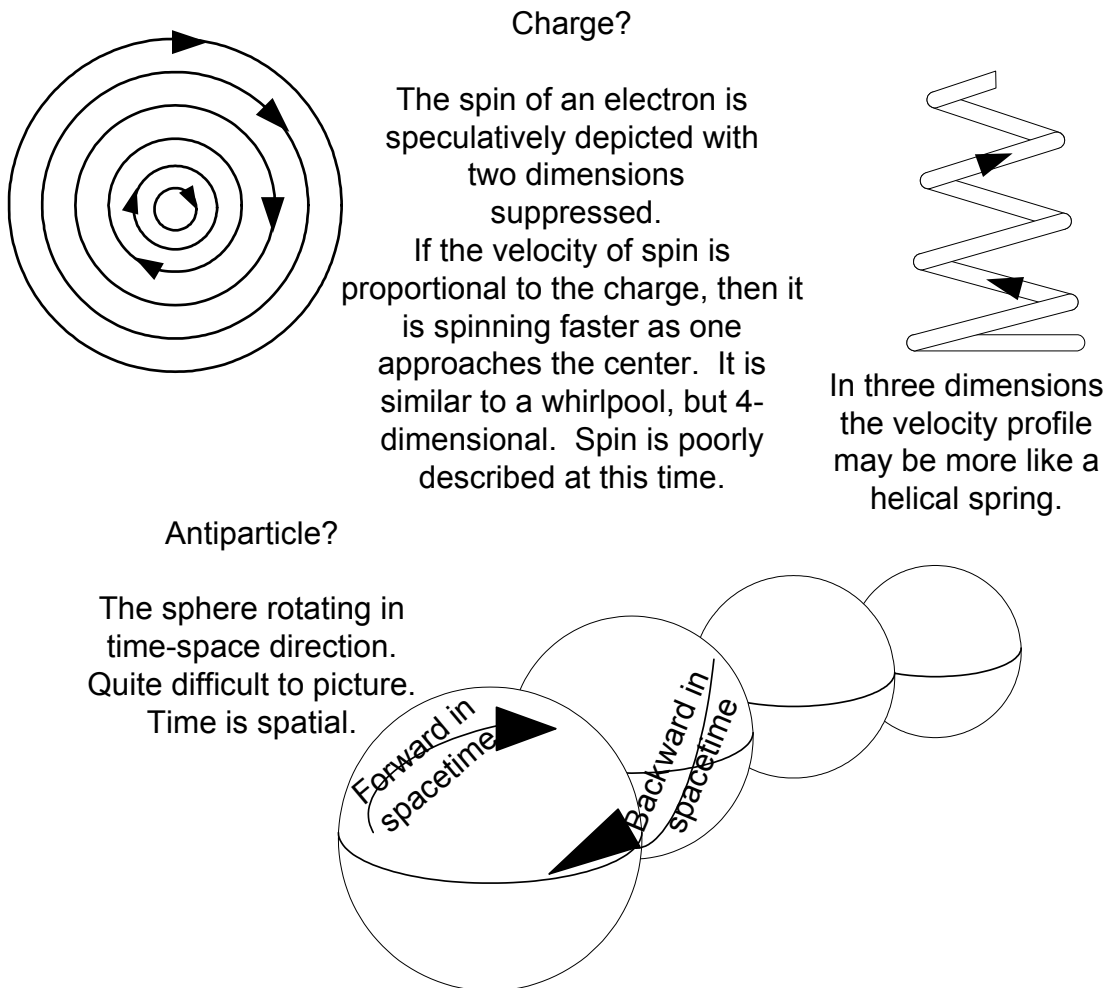 Charge?
The spin of an electron is
speculatively depicted with
two dimensions
suppressed.
If the velocity of spin is
proportional to the charge, then it
is spinning faster as one
approaches the center.  It is
similar to a whirlpool, but 4-
dimensional.  Spin is poorly
described at this time.
In three dimensions
the velocity profile
may be more like a
helical spring.
Antiparticle?
The sphere rotating in
time-space direction.
Quite difficult to picture.
Time is spatial.
Forward in
spacetime
Backward in
spacetime